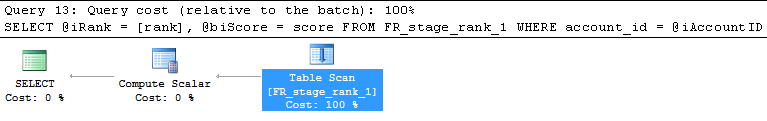 Query 13: Query cost (relative to the batch): 100%
SELECT @iRank = [rank], @biScore = score FROM FR_stage_rank_1 WHERE account_id = @iAccountID
SELECT
Cost: 0 %
Compute Scalar
Cost: 0 %
Table Scan
[FR_stage_rank_1]
Cost: 100 %